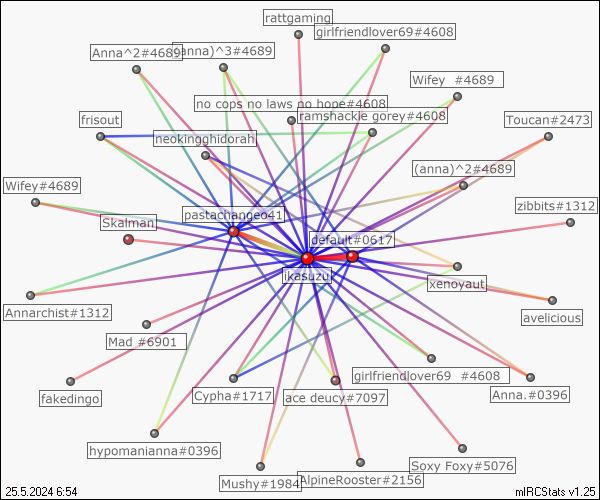 rattgaming
girlfriendlover69#4608
Anna^2#4689
anna)^3#4689
Wifey  #4689
no cops no laws no hope#4608
ramshackle gorey#4608
Toucan#2473
frisout
neokingghidorah
(anna)^2#4689
Wifey#4689
pastachangeo41
zibbits#1312
Skalman
default#0617
ikasuzu
xenoyaut
Annarchist#1312
avelicious
Mad_#6901
girlfriendlover69  #4608
fakedingo
Cypha#1717
ace deucy#7097
Anna.#0396
hypomanianna#0396
Mushy#1984
AlpineRooster#2156
Soxy Foxy#5076
25.5.2024 6:54
mIRCStats v1.25